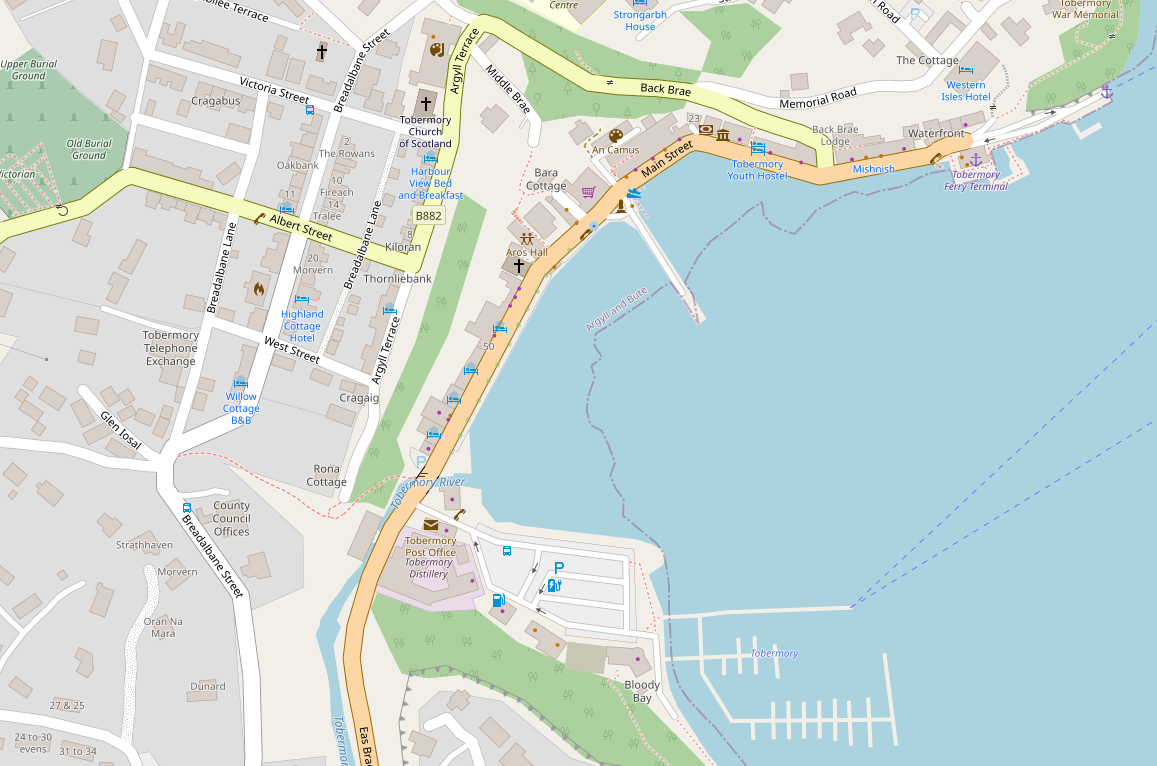 Jubilee Terrace
Centre
Strongarbh
House
Tobermory
War Memorial
Upper Burial
Ground
Breadalbane Street
Argyll Terrace
Middle Brae
Back Brae
Memorial Road
The Cottage
Western
Isles Hotel
Victoria Street
Cragabus
Tobermory
Church
of Scotland
23
Back Brae
Lodge
Waterfront
Old Burial
Ground
2
The Rowans
Oakbank
An Camus
Main Street
Tobermory
Youth Hostel
Mishnish
Tobermory
Ferry Terminal
Victorian
10
Fireach
14
Tralee
11
Harbour
View Bed
and Breakfast
Bara
Cottage
B882
Albert Street
8
Kiloran
Aros Hall
Breadalbane Lane
Breadalbane Lane
20
Morvern
Thornliebank
Argyll and Bute
Highland
Cottage
Hotel
Tobermory
Telephone
Exchange
West Street
Argyll Terrace
50
Cragaig
Willow
Cottage
B&B
Glen Iosal
Rona
Cottage
P
Tobermory River
County
Council
Offices
Breadalbane Street
Strathhaven
Morvern
Tobermory
Post Office
Tobermory
Distillery
P
Oran Na
Mara
Tobermory
Dunard
Bloody
Bay
27 & 25
24 to 30
evens
31 to 34
Eas Brae